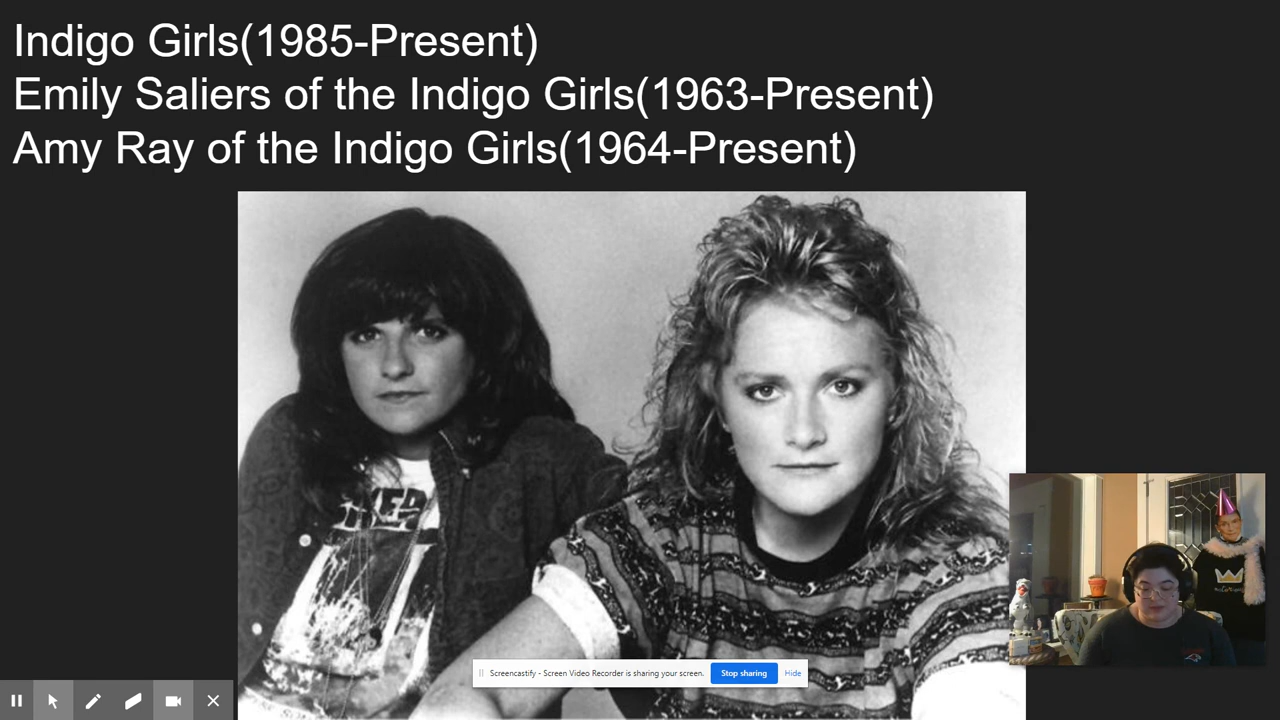 Indigo Girls(1985-Present)
Emily Saliers of the Indigo Girls(1963-Present)
Amy Ray of the Indigo Girls(1964-Present)
Screencastify - Screen Video Recorder is sharing your screen.
Stop sharing
Hide